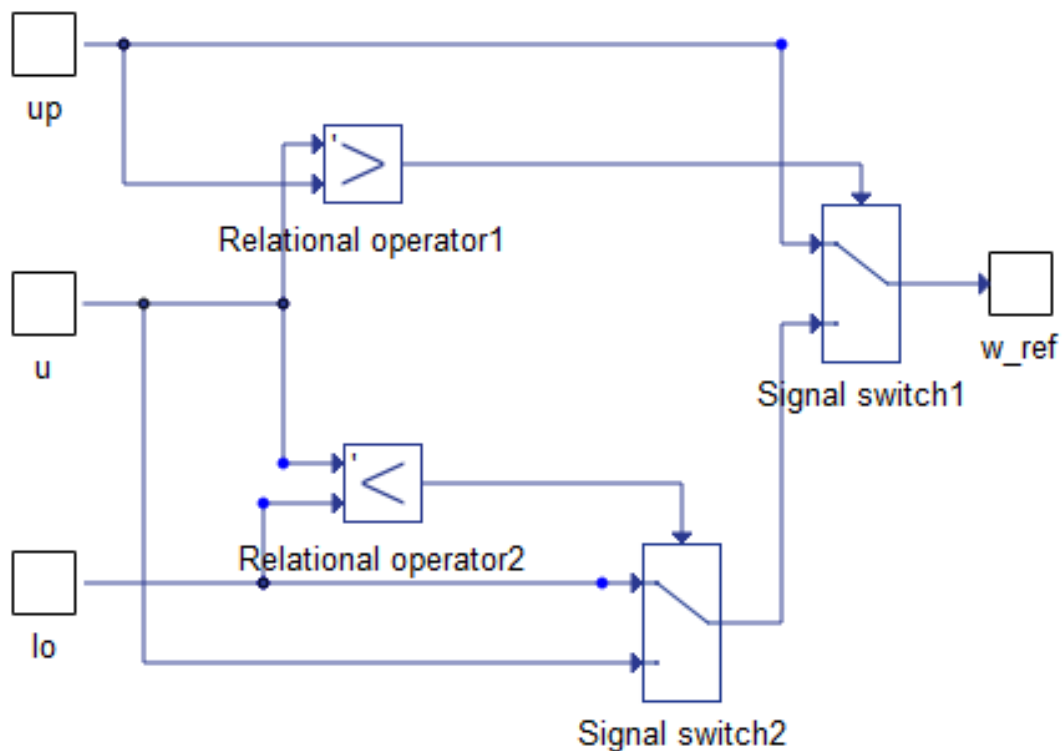 up
'
>
Relational operator1
u
w_ref
Signal switch1
'
<
Relational operator2
lo
Signal switch2